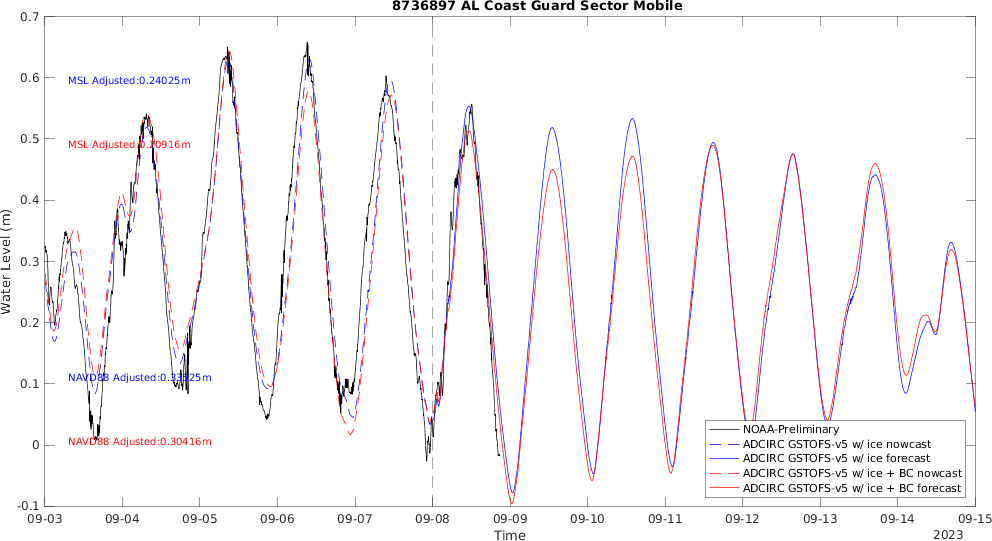 8736897 AL Coast Guard Sector Mobile
0.7
0.6
0.5
0.4
0.3
0.2
0.1
0
-0.1
Water Level (m)
MSL Adjusted:0.24025m
MSL Adjusted:0.20916m
NAVD88 Adjusted:0.33525m
NAVD88 Adjusted:0.30416m
NOAA-Preliminary
ADCIRC GSTOFS-v5 w/ ice nowcast
ADCIRC GSTOFS-v5 w/ ice forecast
ADCIRC GSTOFS-v5 w/ ice + BC nowcast
ADCIRC GSTOFS-v5 w/ ice + BC forecast
09-03 09-04 09-05 09-06 09-07 09-08 09-09 09-10 09-11 09-12 09-13 09-14 09-15
Time
2023